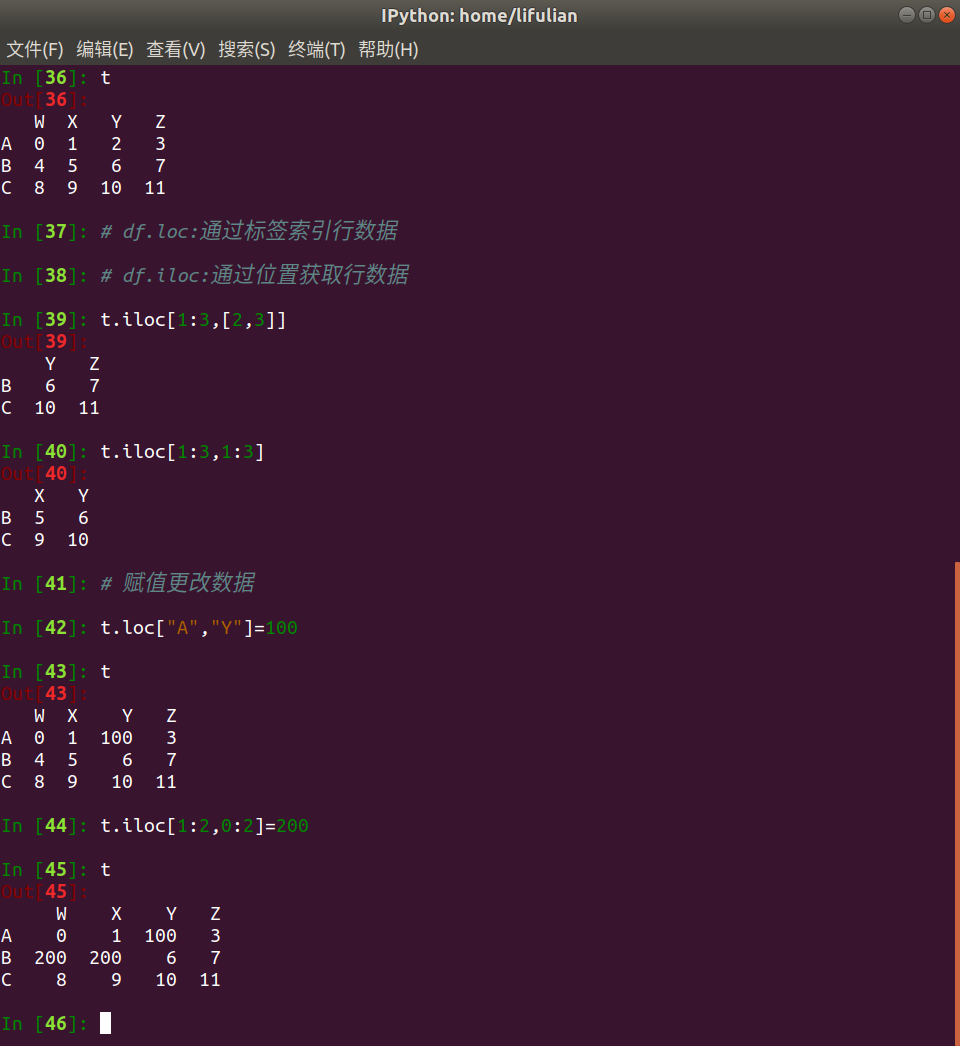 IPython: home/lifulian
文件(F) 编辑(E) 查看(V) 搜索(S) 终端(T) 帮助(H)
In [36]: t
Out[36]:
   W  X   Y   Z
A  0  1   2   3
B  4  5   6   7
C  8  9  10  11
In [37]: # df.loc:通过标签索引行数据
In [38]: # df.iloc:通过位置获取行数据
In [39]: t.iloc[1:3,[2,3]]
Out[39]:
    Y   Z
B   6   7
C  10  11
In [40]: t.iloc[1:3,1:3]
Out[40]:
   X   Y
B  5   6
C  9  10
In [41]: # 赋值更改数据
In [42]: t.loc["A","Y"]=100
In [43]: t
Out[43]:
   W  X    Y   Z
A  0  1  100   3
B  4  5    6   7
C  8  9   10  11
In [44]: t.iloc[1:2,0:2]=200
In [45]: t
Out[45]:
     W    X    Y   Z
A    0    1  100   3
B  200  200    6   7
C    8    9   10  11
In [46]: